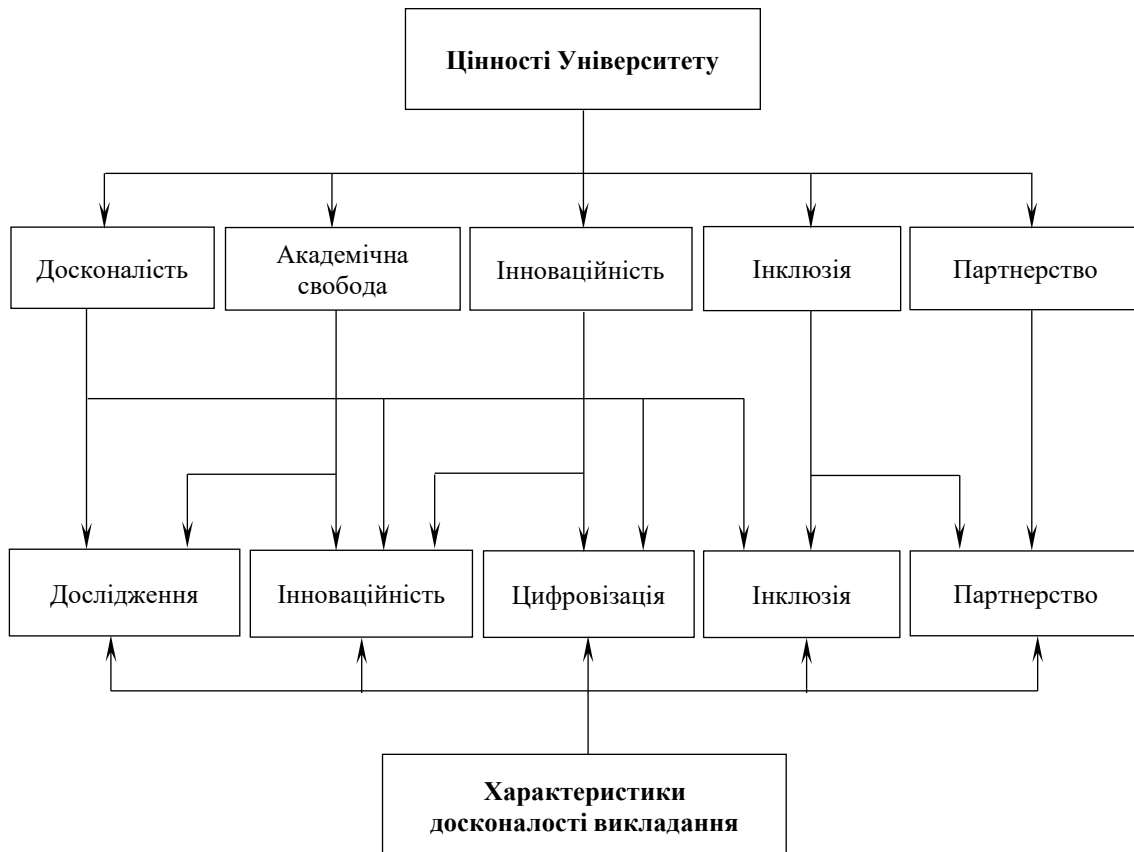 Цінності Університету
Досконалість
Академічна
свобода
Інноваційність
Інклюзія
Партнерство
Дослідження
Інноваційність
Цифровізація
Інклюзія
Партнерство
Характеристики
досконалості викладання